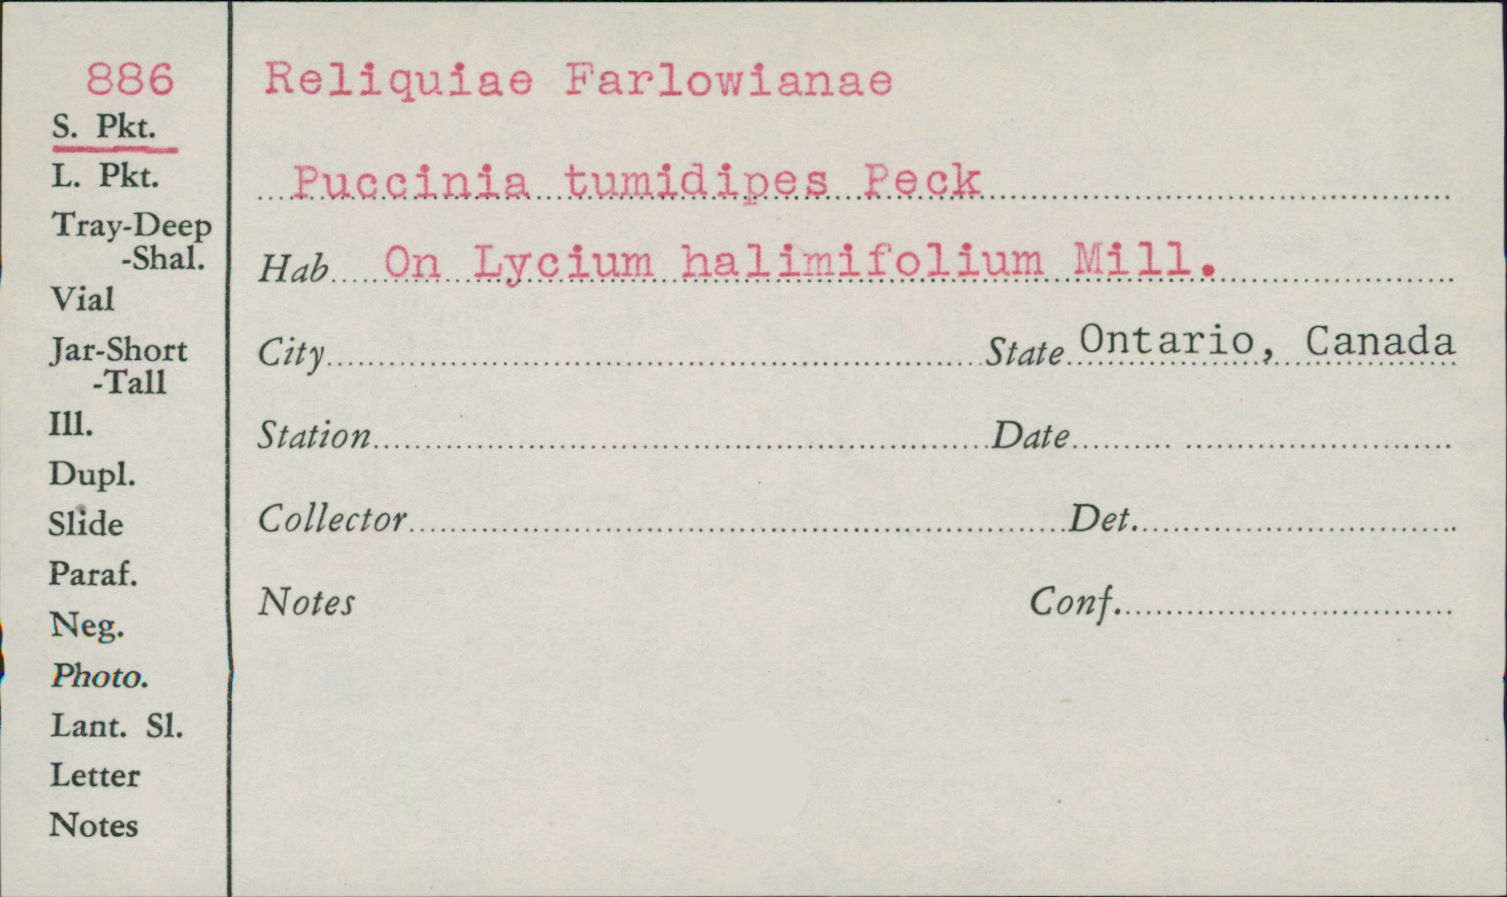 886
S. Pkt.
L. Pkt.
Tray-Deep
-Shal.
Vial
Jar-Short
-Tall
Ill.
Dupl.
Slide
Paraf.
Neg.
Photo.
Lant. Sl.
Letter
Notes
Reliquiae Farlowianae
Puccinia tumidipes Peck
Hab On Lycium halimifolium Mill.
City State Ontario, Canada
Station Date
Collector Det.
Notes Conf.